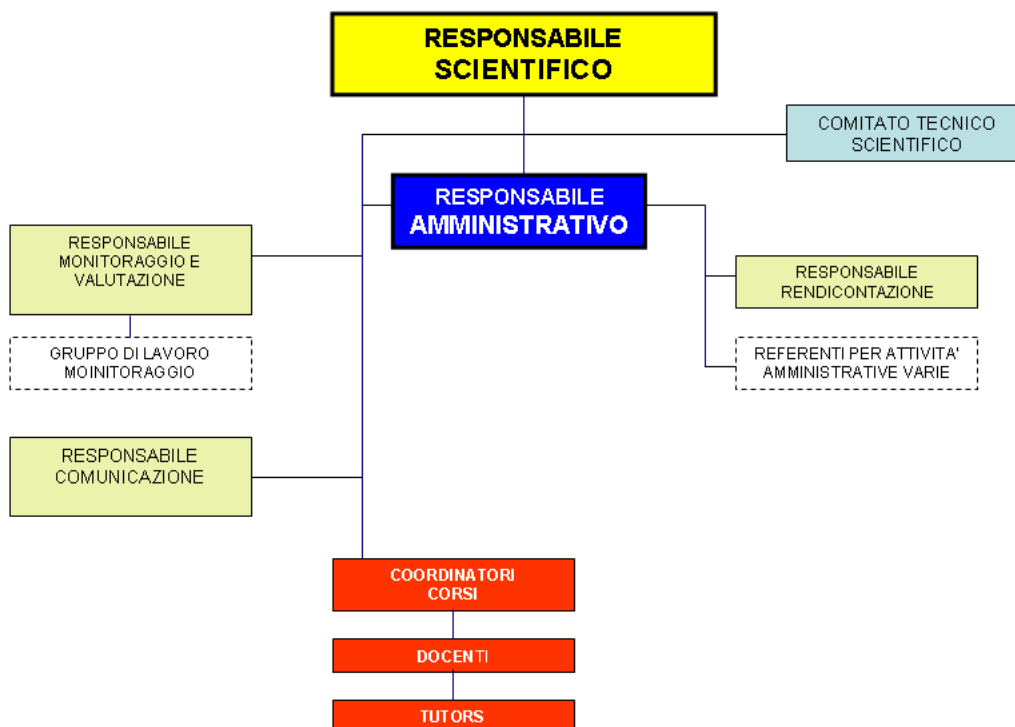 RESPONSABILE
SCIENTIFICO
COMITATO TECNICO
SCIENTIFICO
RESPONSABILE
AMMINISTRATIVO
RESPONSABILE
MONITORAGGIO E
VALUTAZIONE
RESPONSABILE
RENDICONTAZIONE
GRUPPO DI LAVORO
MOINITORAGGIO
REFERENTI PER ATTIVITA'
AMMINISTRATIVE VARIE
RESPONSABILE
COMUNICAZIONE
COORDINATORI
CORSI
DOCENTI
TUTORS